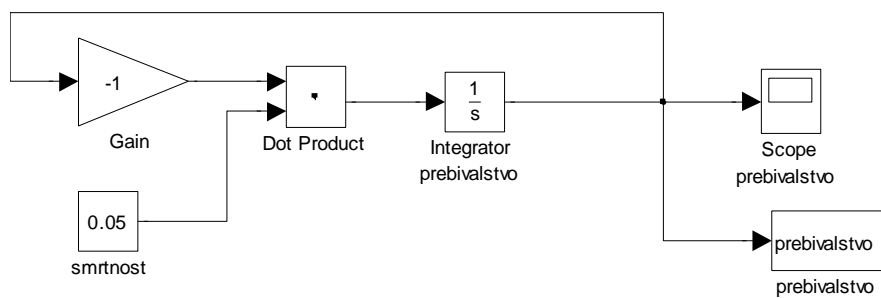 -1
Gain
Dot Product
1
s
Integrator
prebivalstvo
Scope
prebivalstvo
0.05
smrtnost
prebivalstvo
prebivalstvo